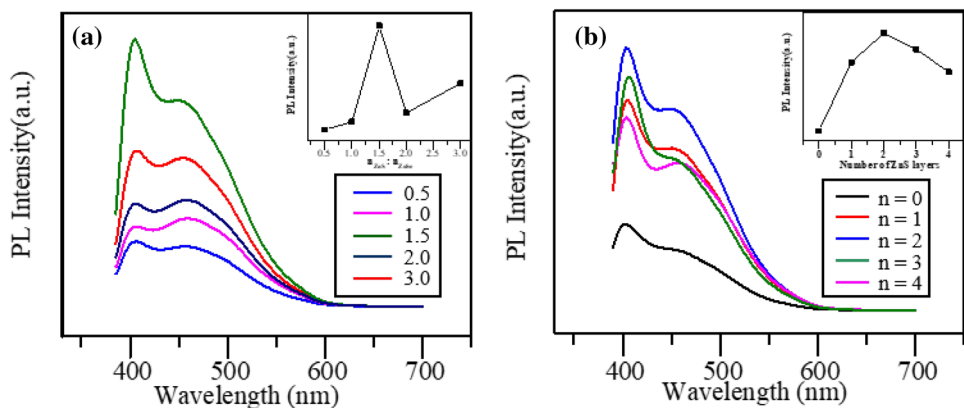 (a)
PL Intensity(a.u.)
PL Intensity(a.u.)
0.5 1.0 1.5 2.0 3.0
0.5
1.0
1.5
2.0
3.0
400 500 600 700
Wavelength (nm)
(b)
PL Intensity(a.u.)
PL Intensity(a.u.)
0 1 2 3 4
Number of ZnS layers
n = 0
n = 1
n = 2
n = 3
n = 4
400 500 600 700
Wavelength (nm)